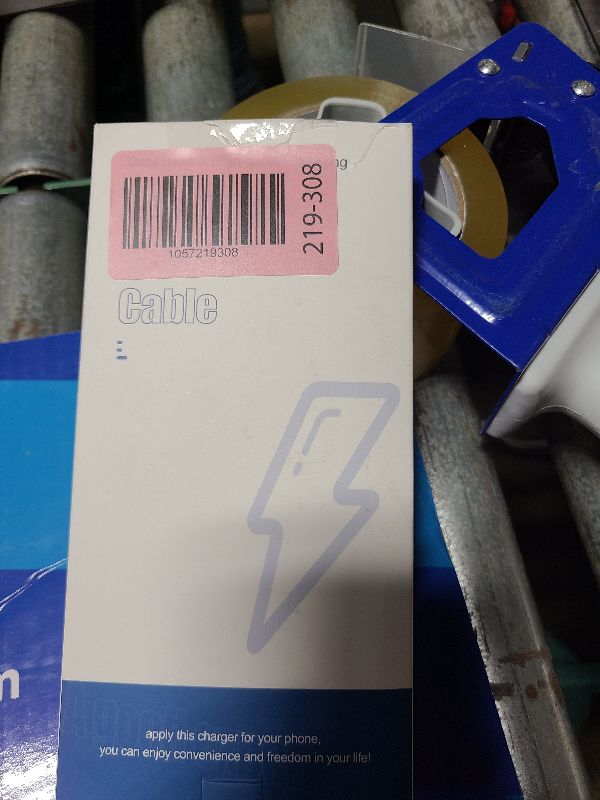 ng
219-308
1057219308
Cable
m
apply this charger for your phone,
you can enjoy convenience and freedom in your life!